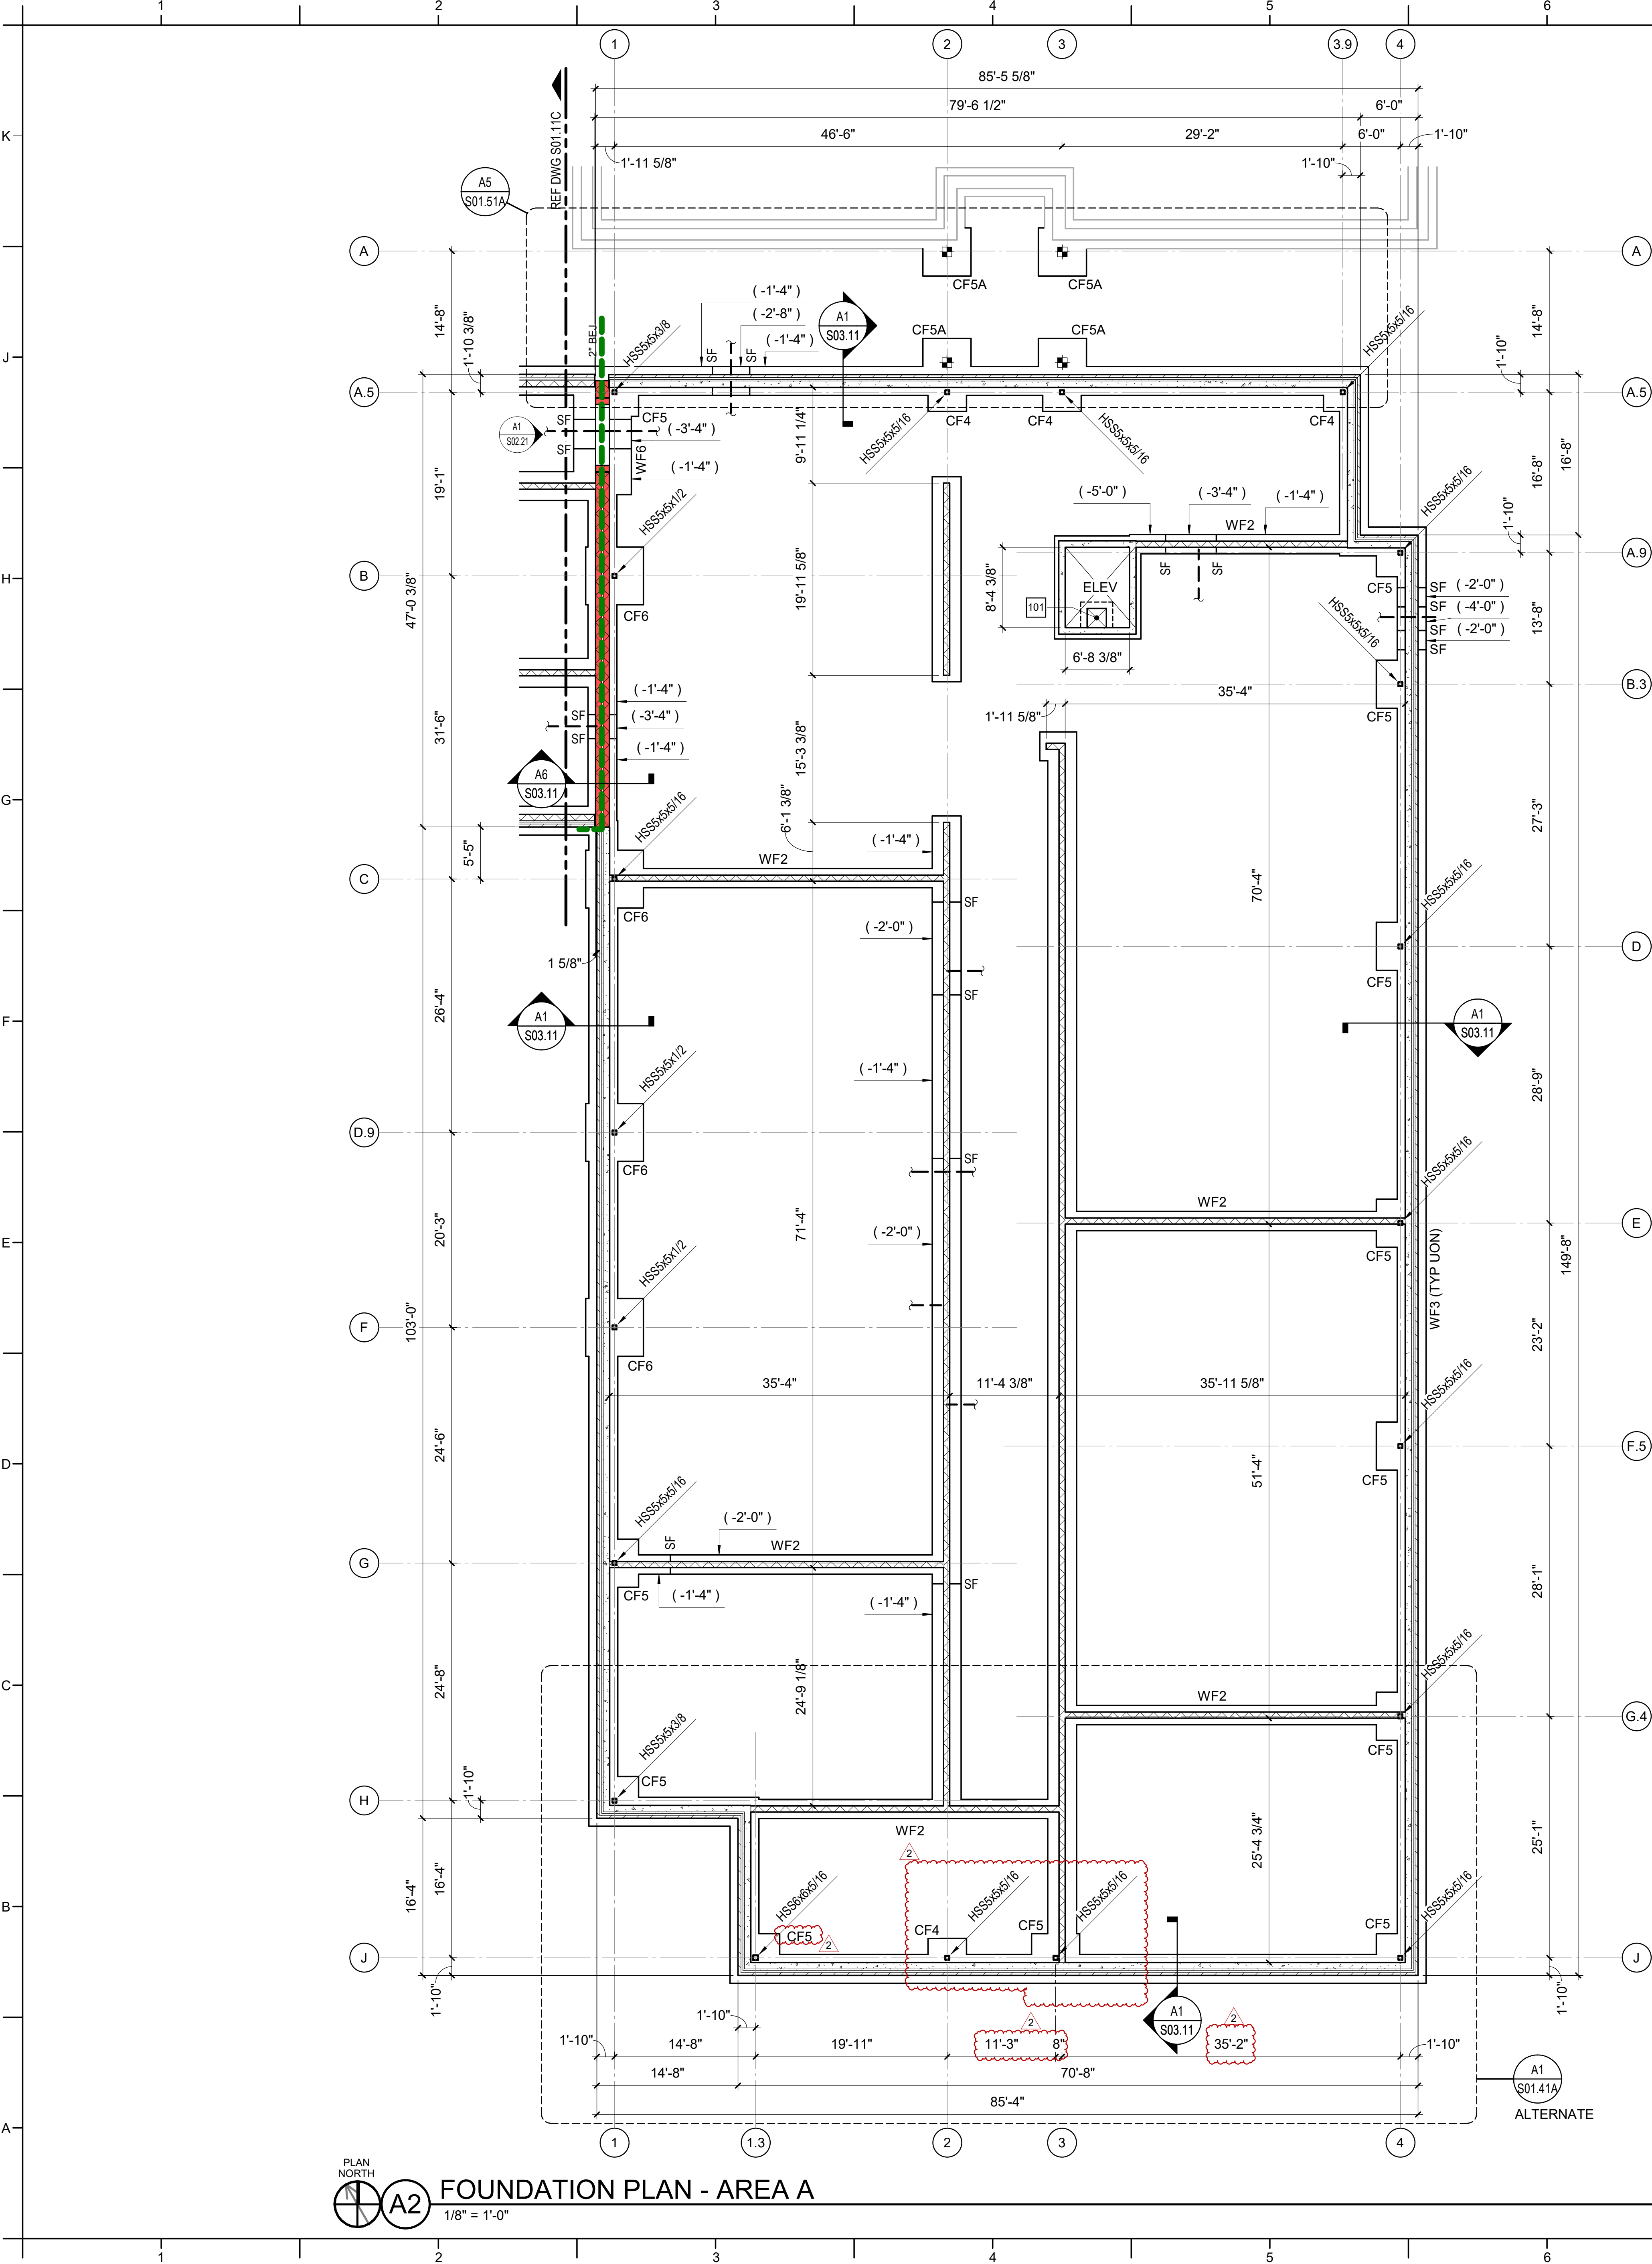 1 2 3 4 5 6
1 2 3 3.9 4
85'-5 5/8"
79'-6 1/2" 6'-0"
46'-6" 29'-2" 6'-0" 1'-10"
1'-11 5/8" 1'-10"
K
REF DWG S01.11C
A5
S01.51A
A A
CF5A CF5A
14'-8" 14'-8"
1'-10 3/8"
( -1'-4" )
( -2'-8" )
( -1'-4" )
A1
S03.11
CF5A CF5A
2" BEJ
HSS5x5x3/8
SF SF
HSS5x5x5/16
1'-10"
J
A.5 A.5
SF
CF5
A1
S02.21
( -3'-4" )
SF
WF6
( -1'-4" )
HSS5x5x5/16
CF4 CF4
HSS5x5x5/16
CF4
9'-11 1/4"
16'-8" 16'-8"
19'-1"
HSS5x5x1/2
( -5'-0" ) ( -3'-4" ) ( -1'-4" )
WF2
HSS5x5x5/16
1'-10"
A.9
SF SF
H
B
CF6
47'-0 3/8"
19'-11 5/8"
8'-4 3/8"
ELEV
101
6'-8 3/8"
HSS5x5x5/16
CF5
SF ( -2'-0" )
SF ( -4'-0" )
SF ( -2'-0" )
SF
13'-8"
B.3
CF5
35'-4"
1'-11 5/8"
31'-6"
( -1'-4" )
SF ( -3'-4" )
SF
( -1'-4" )
A6
S03.11
15'-3 3/8"
G
HSS5x5x5/16
6'-1 3/8"
27'-3"
5'-5"
WF2
( -1'-4" )
C
CF6
SF
70'-4"
HSS5x5x5/16
( -2'-0" )
D
1 5/8"
CF5
SF
26'-4"
F
A1
S03.11
A1
S03.11
HSS5x5x1/2
( -1'-4" )
28'-9"
D.9
CF6
SF
HSS5x5x5/16
WF2
71'-4"
( -2'-0" )
20'-3"
E
E
CF5
HSS5x5x1/2
WF3 (TYP UON)
149'-8"
103'-0"
F
CF6
23'-2"
35'-4" 11'-4 3/8" 35'-11 5/8"
HSS5x5x5/16
F.5
24'-6"
D
51'-4"
CF5
HSS5x5x5/16
SF
( -2'-0" )
WF2
G
CF5
( -1'-4" )
SF
( -1'-4" )
28'-1"
HSS5x5x5/16
C
24'-8"
24'-9 1/8"
WF2
G.4
CF5
HSS5x5x3/8
CF5
1'-10"
H
WF2
2
25'-4 3/4"
25'-1"
16'-4" 16'-4"
B
HSS6x6x5/16
CF5
2
CF4
HSS5x5x5/16
CF5
HSS5x5x5/16
CF5
HSS5x5x5/16
J J
1'-10" 1'-10"
1'-10"
A1
S03.11
2 2
1'-10" 14'-8" 19'-11" 11'-3" 8" 35'-2" 1'-10"
14'-8" 70'-8"
85'-4"
A1
S01.41A
ALTERNATE
A
1 1.3 2 3 4
PLAN
NORTH
A2 FOUNDATION PLAN - AREA A
1/8" = 1'-0"
1 2 3 4 5 6